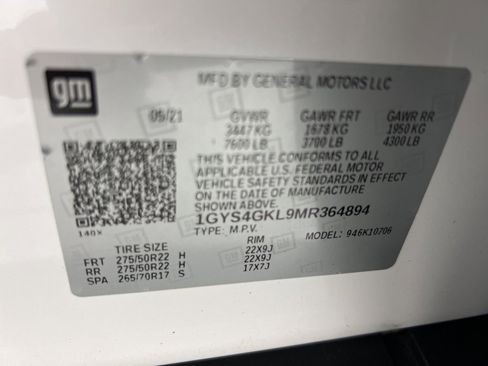 gm
MFD BY GENERAL MOTORS LLC
05/21 GVWR GAWR FRT GAWR RR
3447 KG 1678 KG 1950 KG
7600 LB 3700 LB 4300 LB
THIS VEHICLE CONFORMS TO ALL
APPLICABLE U.S. FEDERAL MOTOR
VEHICLE SAFETY STANDARDS IN EFFECT
ON THE DATE OF MANUFACTURE
SHOWN ABOVE.
1GYS4GKL9MR364894
140X TYPE: M.P.V. MODEL: 946K10706
TIRE SIZE RIM
FRT 275/50R22 H 22X9J
RR 275/50R22 H 22X9J
SPA 265/70R17 S 17X7J